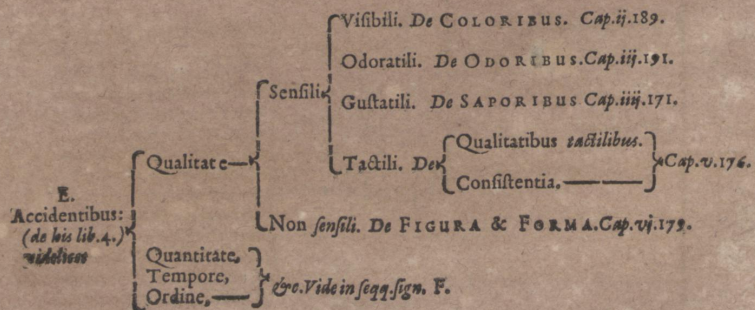 Visibili. De COLORIBUS. Cap.ij.189.
Odoratili. De ODORIBUS.Cap.iij.191.
Sensili
Gustatili. De SAPORIBUS Cap.iiij.171.
Qualitatibus tactilibus.
Qualitate
Tactili. De
Cap.v.176.
Consistentia.
E.
Accidentibus:
(de his lib.4.)
videlicet
Non sensili. De FIGURA & FORMA.Cap.vj.179.
Quantitate,
Tempore,
&c.Vide in seqq.sign. F.
Ordine,